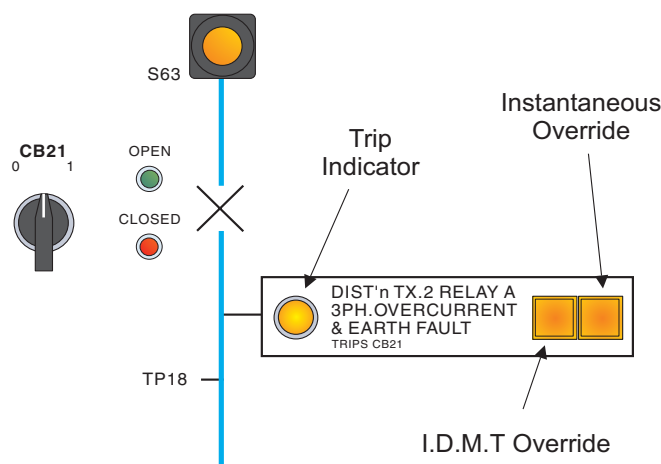 S63
Instantaneous
Override
Trip
Indicator
CB21
0 1
OPEN
CLOSED
DIST'n TX.2 RELAY A
3PH.OVERCURRENT
& EARTH FAULT
TRIPS CB21
TP18
I.D.M.T Override